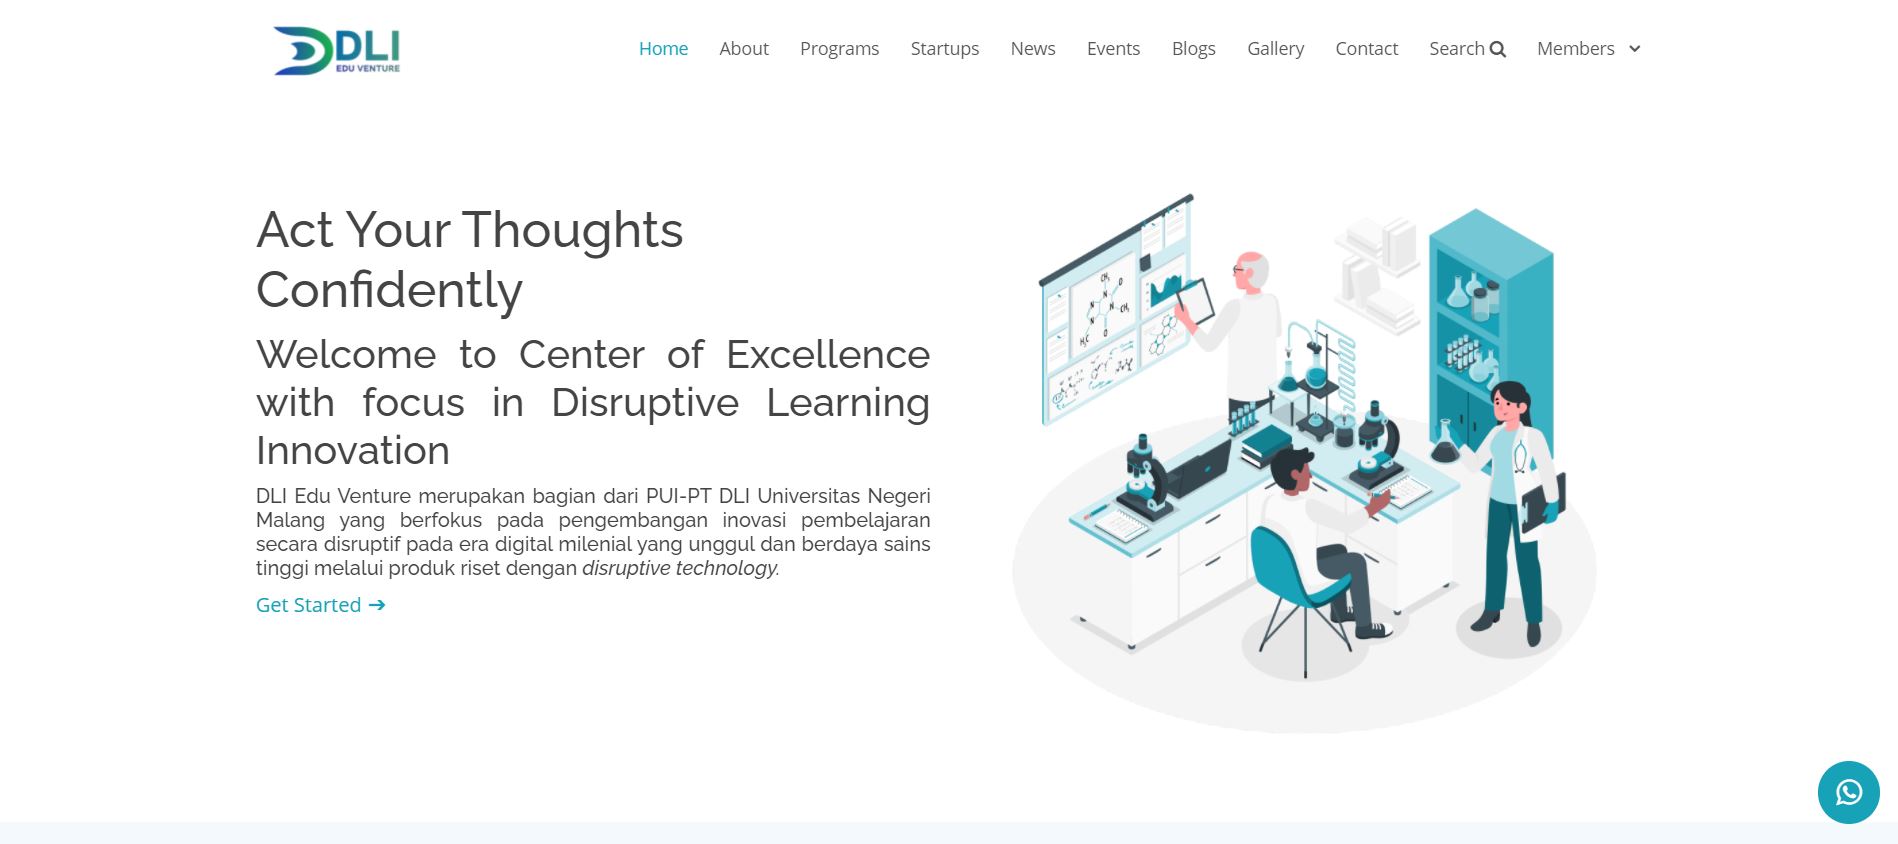 DLI
EDU VENTURE
Home About Programs Startups News Events Blogs Gallery Contact Search Members
Act Your Thoughts
Confidently
Welcome to Center of Excellence
with focus in Disruptive Learning
Innovation
DLI Edu Venture merupakan bagian dari PUI-PT DLI Universitas Negeri
Malang yang berfokus pada pengembangan inovasi pembelajaran
secara disruptif pada era digital milenial yang unggul dan berdaya sains
tinggi melalui produk riset dengan disruptive technology.
Get Started →
CH₃
O
N
N
N
N
CH₃
O
H₃C